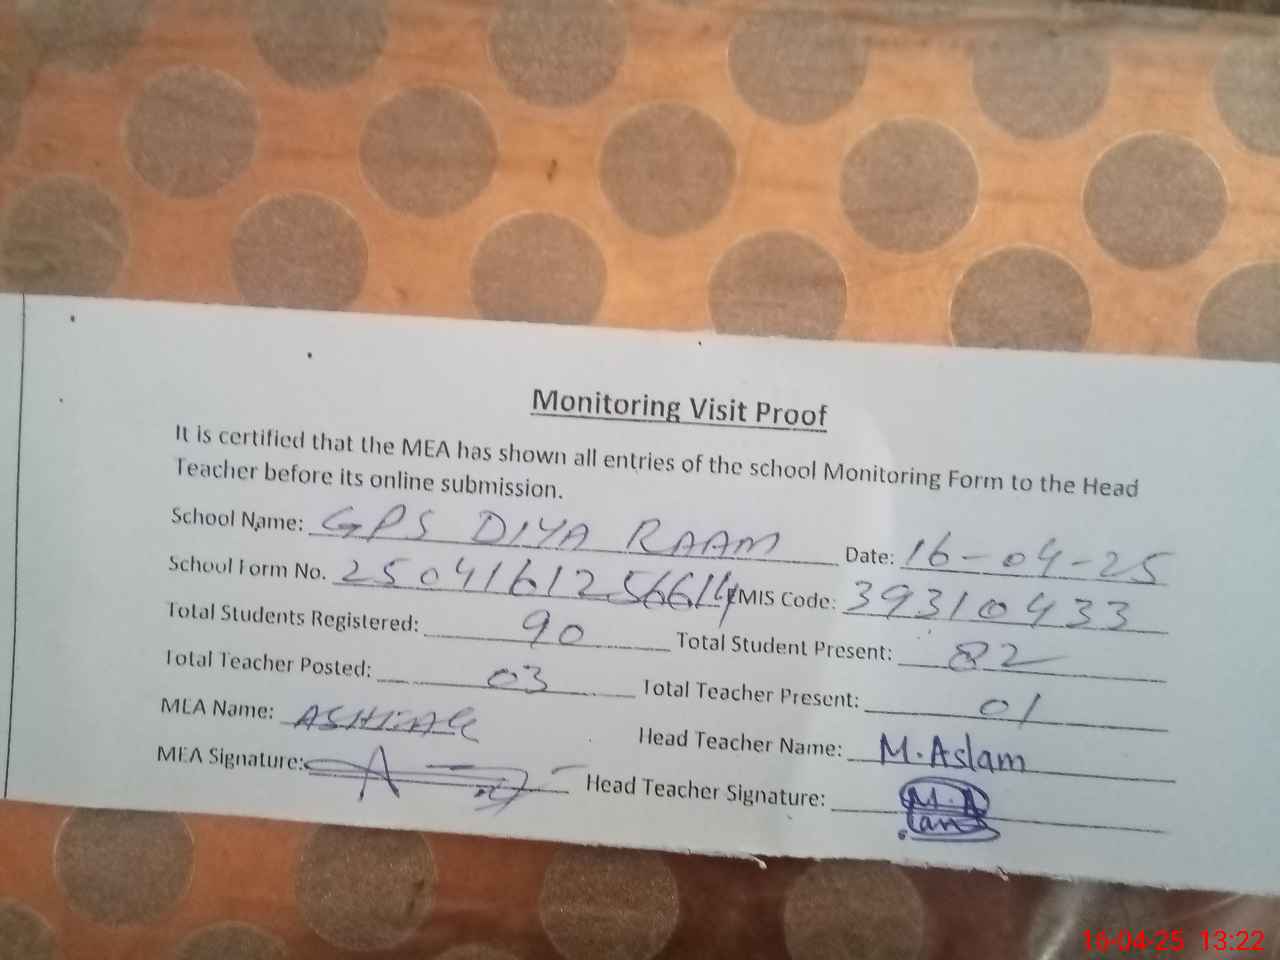 Monitoring Visit Proof
It is certified that the MEA has shown all entries of the school Monitoring Form to the Head
Teacher before its online submission.
School Name: GPS DIYA RAAM Date: 16-04-25
School Form No. 2504161256614 EMIS Code: 39310433
Total Students Registered: 90 Total Student Present: 82
Total Teacher Posted: 03 Total Teacher Present: 01
MEA Name: Head Teacher Name: M.Aslam
MEA Signature: Head Teacher Signature:
16-04-25 13:22